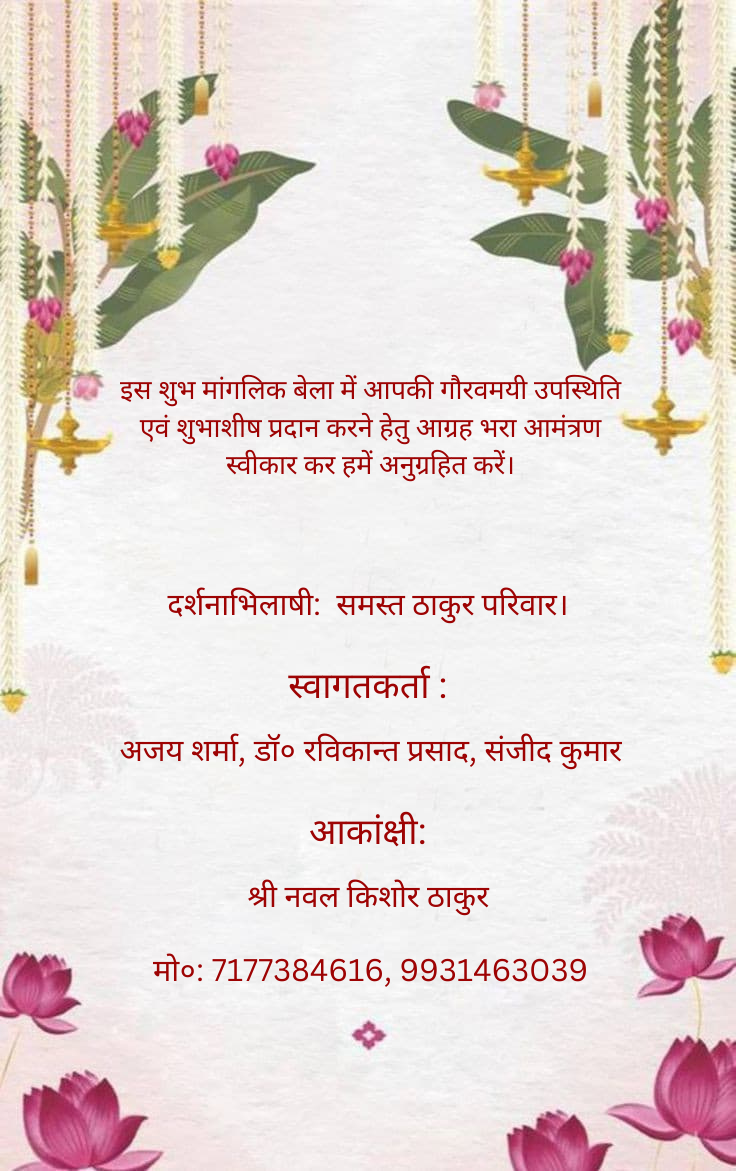 इस शुभ मांगलिक बेला में आपकी गौरवमयी उपस्थिति
एवं शुभाशीष प्रदान करने हेतु आग्रह भरा आमंत्रण
स्वीकार कर हमें अनुग्रहित करें।
दर्शनाभिलाषी: समस्त ठाकुर परिवार।
स्वागतकर्ता :
अजय शर्मा, डॉ० रविकान्त प्रसाद, संजीद कुमार
आकांक्षी:
श्री नवल किशोर ठाकुर
मो०: 7177384616, 9931463039